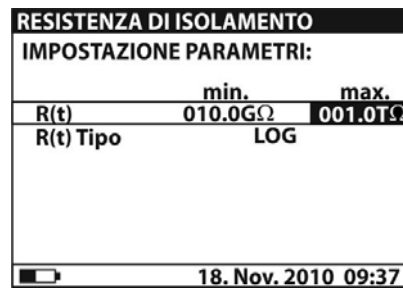 RESISTENZA DI ISOLAMENTO
IMPOSTAZIONE PARAMETRI:
min. max.
R(t) 010.0GΩ 001.0TΩ
R(t) Tipo LOG
18. Nov. 2010 09:37